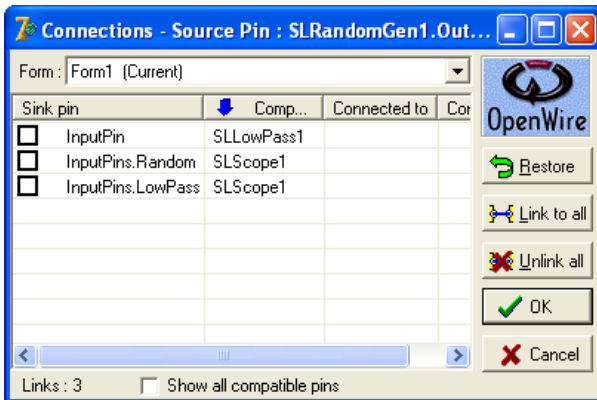 Connections - Source Pin : SLRandomGen1.Out...
Form : Form1 (Current)
OpenWire
Sink pin Comp... Connected to Cor
InputPin SLLowPass1
InputPins.Random SLScope1
InputPins.LowPass SLScope1
Restore
Link to all
Unlink all
OK
Cancel
Links : 3 Show all compatible pins